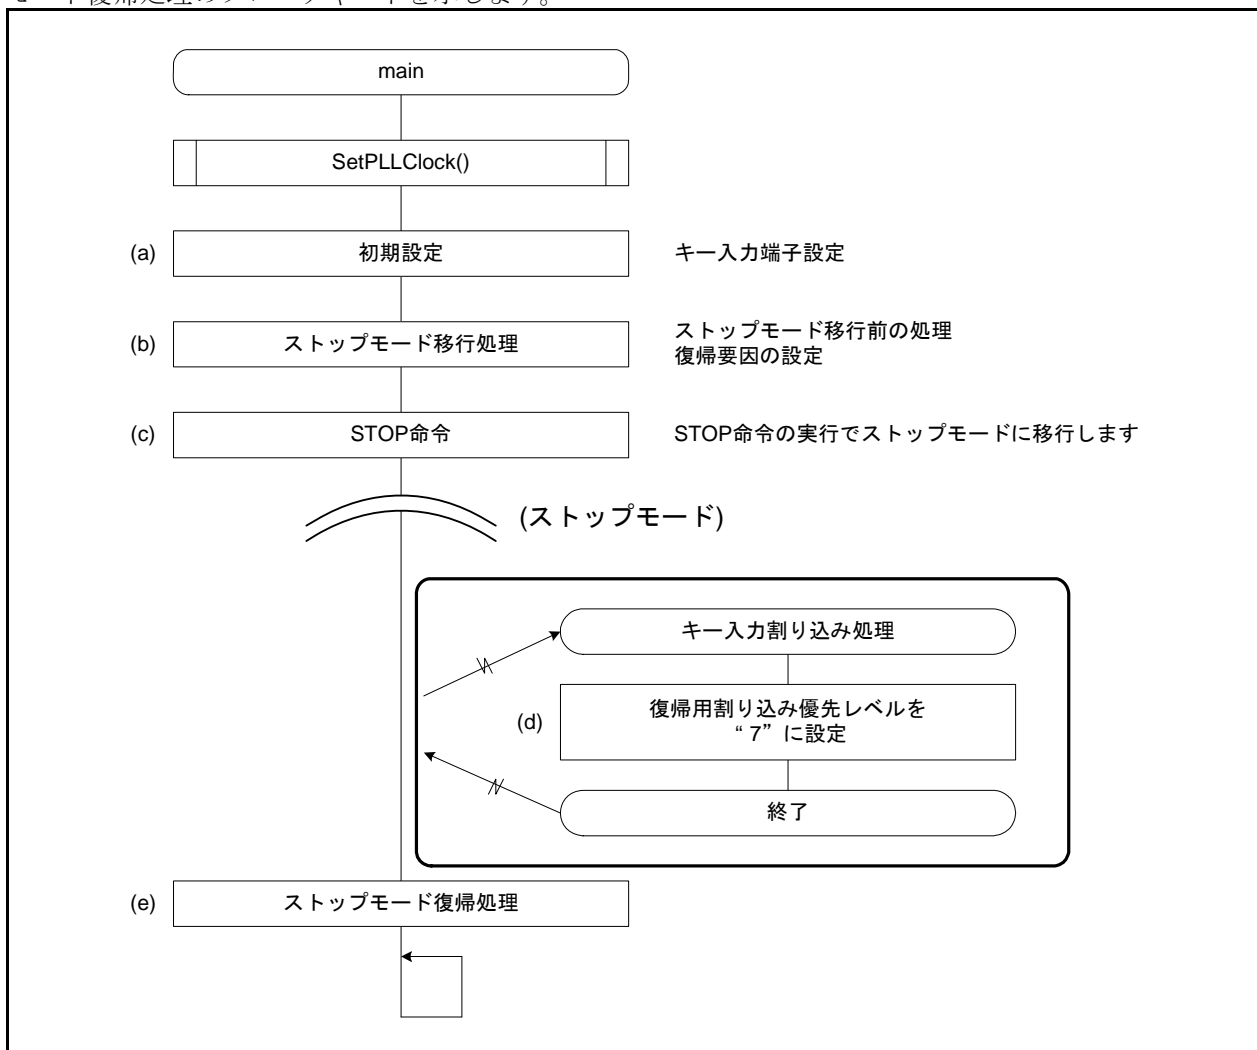 main
SetPLLClock()
(a) 初期設定 キー入力端子設定
(b) ストップモード移行処理 ストップモード移行前の処理
復帰要因の設定
(c) STOP命令 STOP命令の実行でストップモードに移行します
(ストップモード)
キー入力割り込み処理
(d) 復帰用割り込み優先レベルを
“ 7” に設定
終了
(e) ストップモード復帰処理